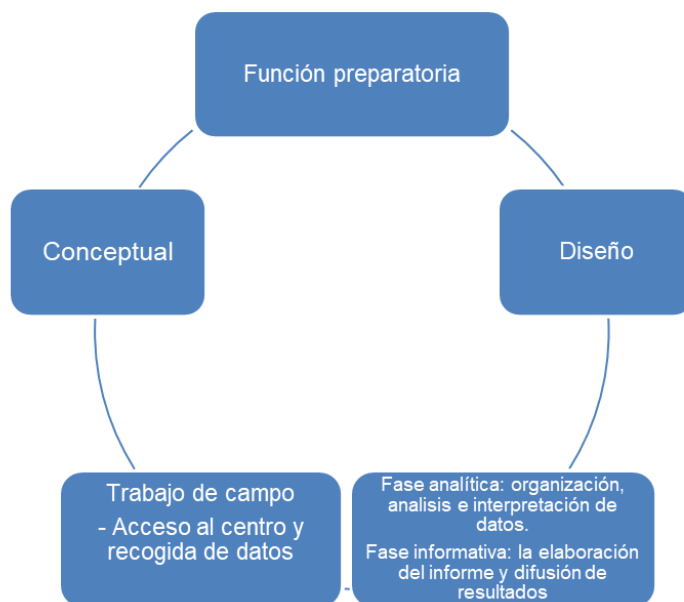 Función preparatoria
Conceptual
Diseño
Trabajo de campo
- Acceso al centro y
recogida de datos
Fase analítica: organización,
analisis e interpretación de
datos.
Fase informativa: la elaboración
del informe y difusión de
resultados